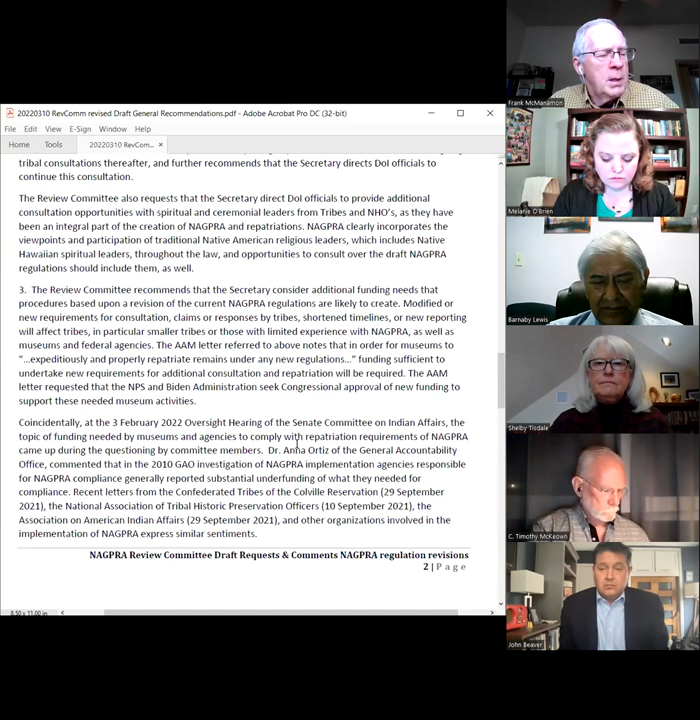 20220310 RevComm revised Draft General Recommendations.pdf - Adobe Acrobat Pro DC (32-bit)
File Edit View E-Sign Window Help
Home Tools 20220310 RevCom... ×
tribal consultations thereafter, and further recommends that the Secretary directs DoI officials to
continue this consultation.
The Review Committee also requests that the Secretary direct DoI officials to provide additional
consultation opportunities with spiritual and ceremonial leaders from Tribes and NHO's, as they have
been an integral part of the creation of NAGPRA and repatriations. NAGPRA clearly incorporates the
viewpoints and participation of traditional Native American religious leaders, which includes Native
Hawaiian spiritual leaders, throughout the law, and opportunities to consult over the draft NAGPRA
regulations should include them, as well.
3. The Review Committee recommends that the Secretary consider additional funding needs that
procedures based upon a revision of the current NAGPRA regulations are likely to create. Modified or
new requirements for consultation, claims or responses by tribes, shortened timelines, or new reporting
will affect tribes, in particular smaller tribes or those with limited experience with NAGPRA, as well as
museums and federal agencies. The AAM letter referred to above notes that in order for museums to
"...expeditiously and properly repatriate remains under any new regulations..." funding sufficient to
undertake new requirements for additional consultation and repatriation will be required. The AAM
letter requested that the NPS and Biden Administration seek Congressional approval of new funding to
support these needed museum activities.
Coincidentally, at the 3 February 2022 Oversight Hearing of the Senate Committee on Indian Affairs, the
topic of funding needed by museums and agencies to comply with repatriation requirements of NAGPRA
came up during the questioning by committee members. Dr. Anna Ortiz of the General Accountability
Office, commented that in the 2010 GAO investigation of NAGPRA implementation agencies responsible
for NAGPRA compliance generally reported substantial underfunding of what they needed for
compliance. Recent letters from the Confederated Tribes of the Colville Reservation (29 September
2021), the National Association of Tribal Historic Preservation Officers (10 September 2021), the
Association on American Indian Affairs (29 September 2021), and other organizations involved in the
implementation of NAGPRA express similar sentiments.
NAGPRA Review Committee Draft Requests & Comments NAGPRA regulation revisions
2 | P a g e
8.50 x 11.00 in
Frank McManamon
Melanie O'Brien
Barnaby Lewis
Shelby Tisdale
C. Timothy McKeown
John Beaver